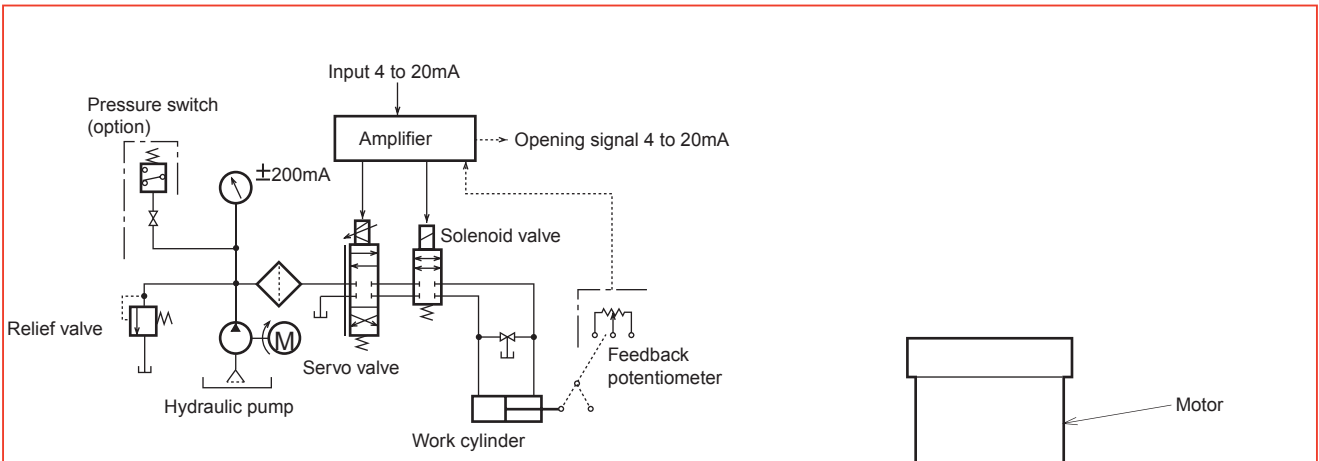 Input 4 to 20mA
Pressure switch
(option)
Amplifier
Opening signal 4 to 20mA
±200mA
Solenoid valve
Relief valve
M
Servo valve
Feedback
potentiometer
Hydraulic pump
Motor
Work cylinder